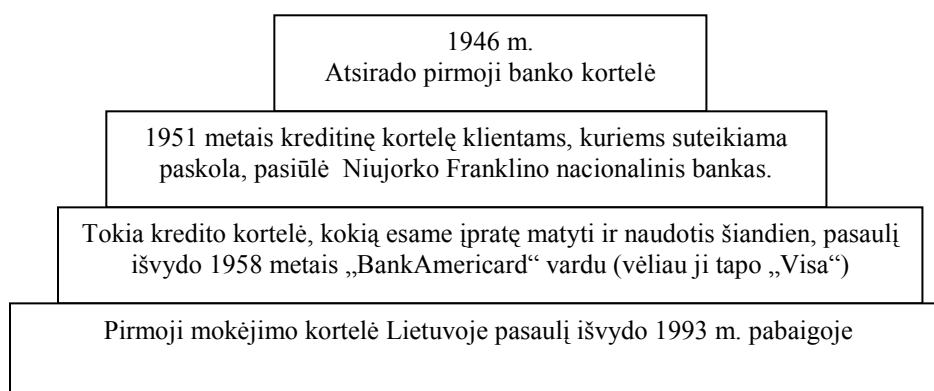 1946 m.
Atsirado pirmoji banko kortelė
1951 metais kreditinę kortelę klientams, kuriems suteikiama
paskola, pasiūlė  Niujorko Franklino nacionalinis bankas.
Tokia kredito kortelė, kokią esame įpratę matyti ir naudotis šiandien, pasaulį
išvydo 1958 metais „BankAmericard“ vardu (vėliau ji tapo „Visa“)
Pirmoji mokėjimo kortelė Lietuvoje pasaulį išvydo 1993 m. pabaigoje